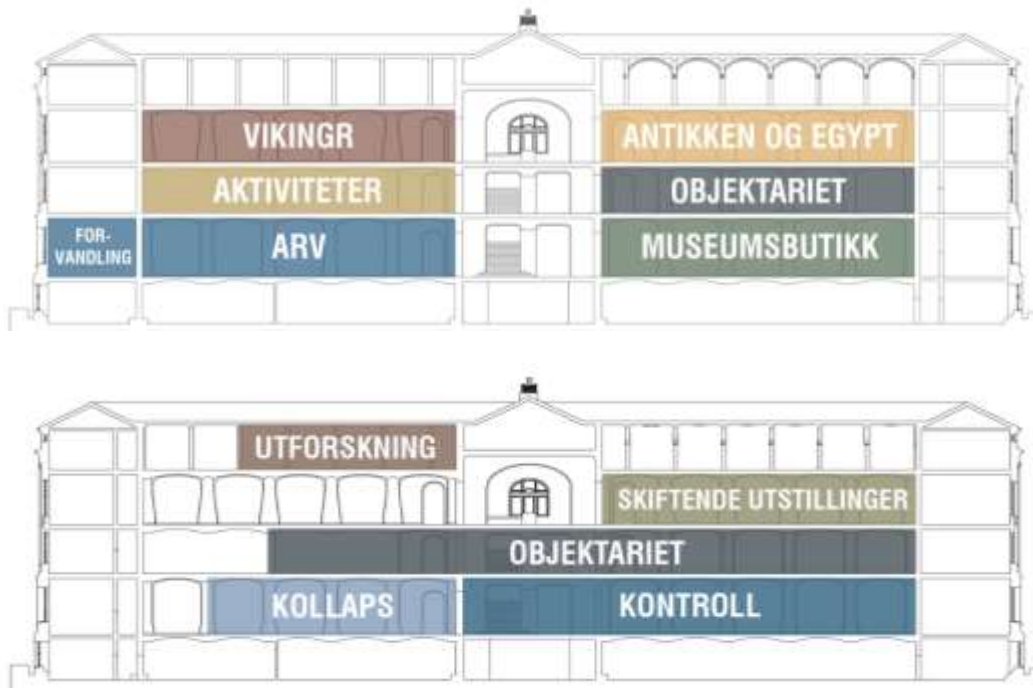 VIKINGR
ANTIKKEN OG EGYPT
AKTIVITETER
OBJEKTARIET
FOR-
VANDLING
ARV
MUSEUMSBUTIKK
UTFORSKNING
SKIFTENDE UTSTILLINGER
OBJEKTARIET
KOLLAPS
KONTROLL